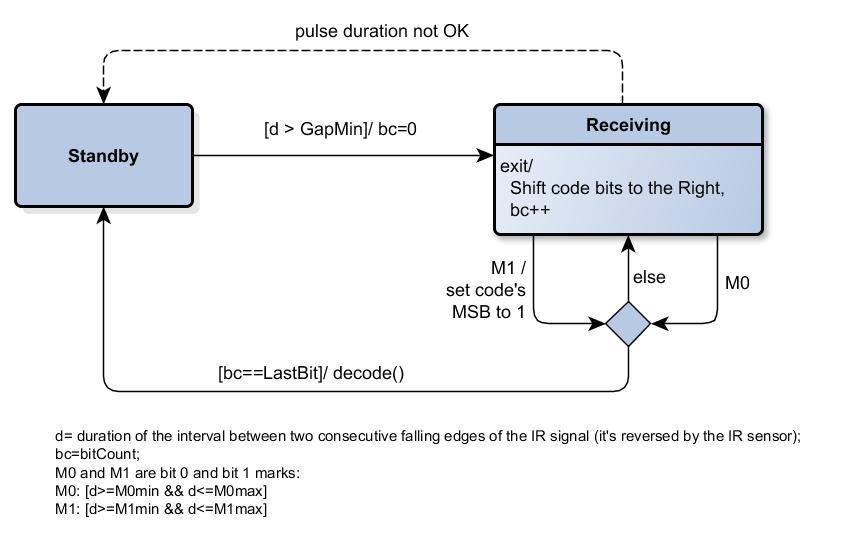 pulse duration not OK
Standby
[d > GapMin]/ bc=0
Receiving
exit/
Shift code bits to the Right,
bc++
M1 /
set code's
MSB to 1
else
M0
[bc==LastBit]/ decode()
d= duration of the interval between two consecutive falling edges of the IR signal (it's reversed by the IR sensor);
bc=bitCount;
M0 and M1 are bit 0 and bit 1 marks:
M0: [d>=M0min && d<=M0max]
M1: [d>=M1min && d<=M1max]